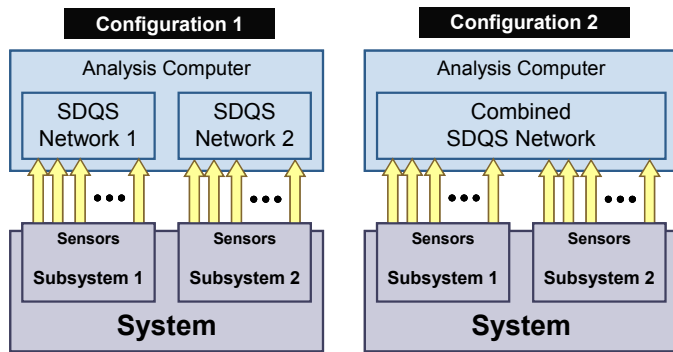 Configuration 1
Analysis Computer
SDQS
Network 1
SDQS
Network 2
Sensors
Subsystem 1
Sensors
Subsystem 2
System
Configuration 2
Analysis Computer
Combined
SDQS Network
Sensors
Subsystem 1
Sensors
Subsystem 2
System